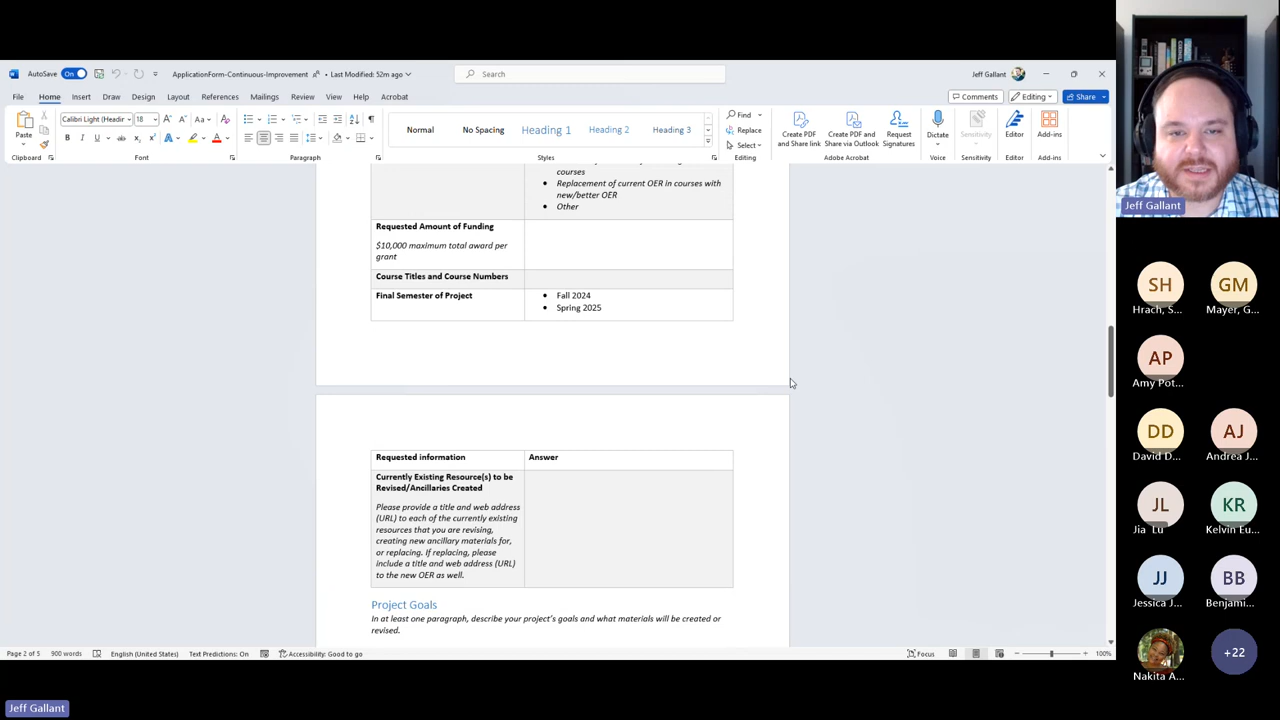 AutoSave On ApplicationForm-Continuous-Improvement • Last Modified: 52m ago Search Jeff Gallant
File Home Insert Draw Design Layout References Mailings Review View Help Acrobat Comments Editing Share
Paste Calibri Light (Headin 18 Normal No Spacing Heading 1 Heading 2 Heading 3 Find Replace Select Create PDF and Share link Create PDF and Share via Outlook Request Signatures Dictate Sensitivity Editor Add-ins
Clipboard Font Paragraph Styles Editing Adobe Acrobat Voice Sensitivity Editor Add-ins
courses
• Replacement of current OER in courses with
new/better OER
• Other
Requested Amount of Funding
$10,000 maximum total award per
grant
Course Titles and Course Numbers
Final Semester of Project
• Fall 2024
• Spring 2025
Requested information Answer
Currently Existing Resource(s) to be
Revised/Ancillaries Created
Please provide a title and web address
(URL) to each of the currently existing
resources that you are revising,
creating new ancillary materials for,
or replacing. If replacing, please
include a title and web address (URL)
to the new OER as well.
Project Goals
In at least one paragraph, describe your project's goals and what materials will be created or
revised.
Page 2 of 5 900 words English (United States) Text Predictions: On Accessibility: Good to go Focus 100%
Jeff Gallant
SH GM
Hrach, S... Mayer, G...
AP
Amy Pot...
DD AJ
David D... Andrea J...
JL KR
Jia Lu Kelvin Eu...
JJ BB
Jessica J... Benjami...
+22
Nakita A...
Jeff Gallant